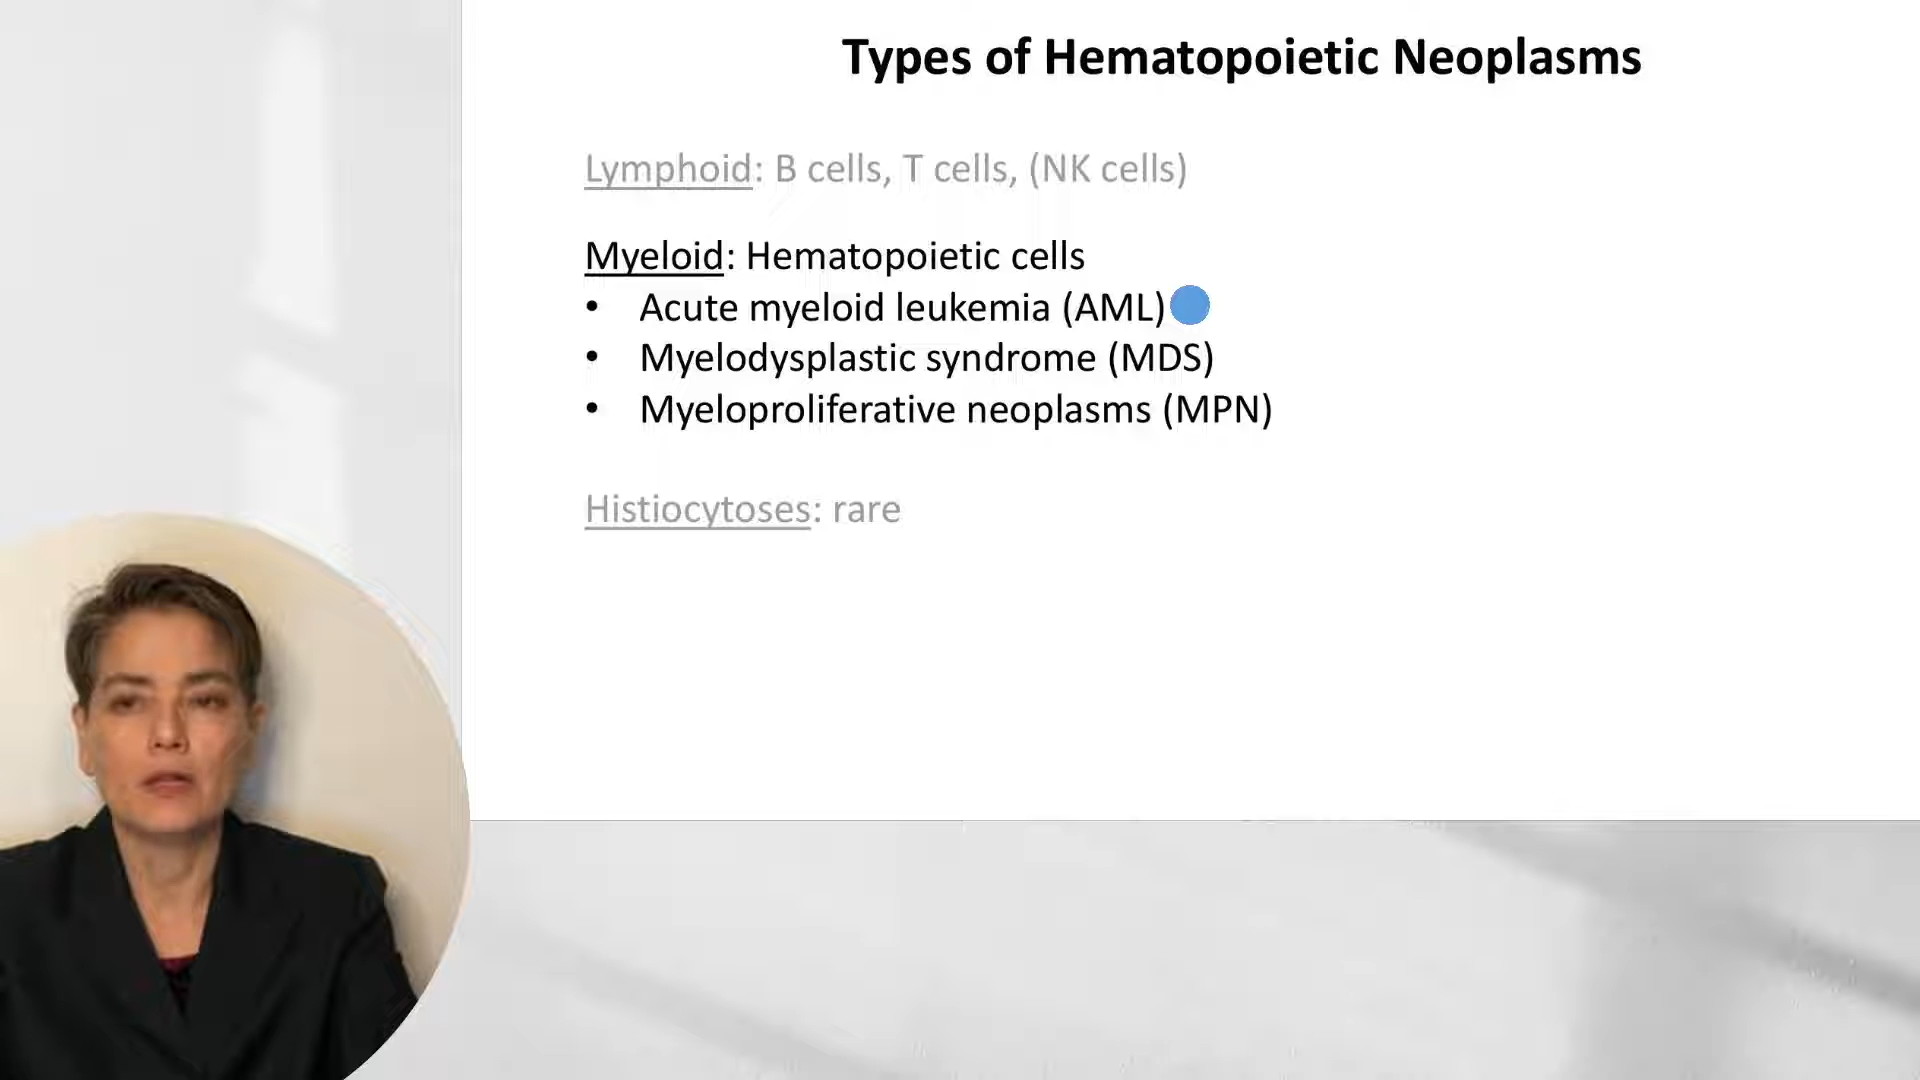 Types of Hematopoietic Neoplasms
Lymphoid: B cells, T cells, (NK cells)
Myeloid: Hematopoietic cells
• Acute myeloid leukemia (AML)
• Myelodysplastic syndrome (MDS)
• Myeloproliferative neoplasms (MPN)
Histiocytoses: rare